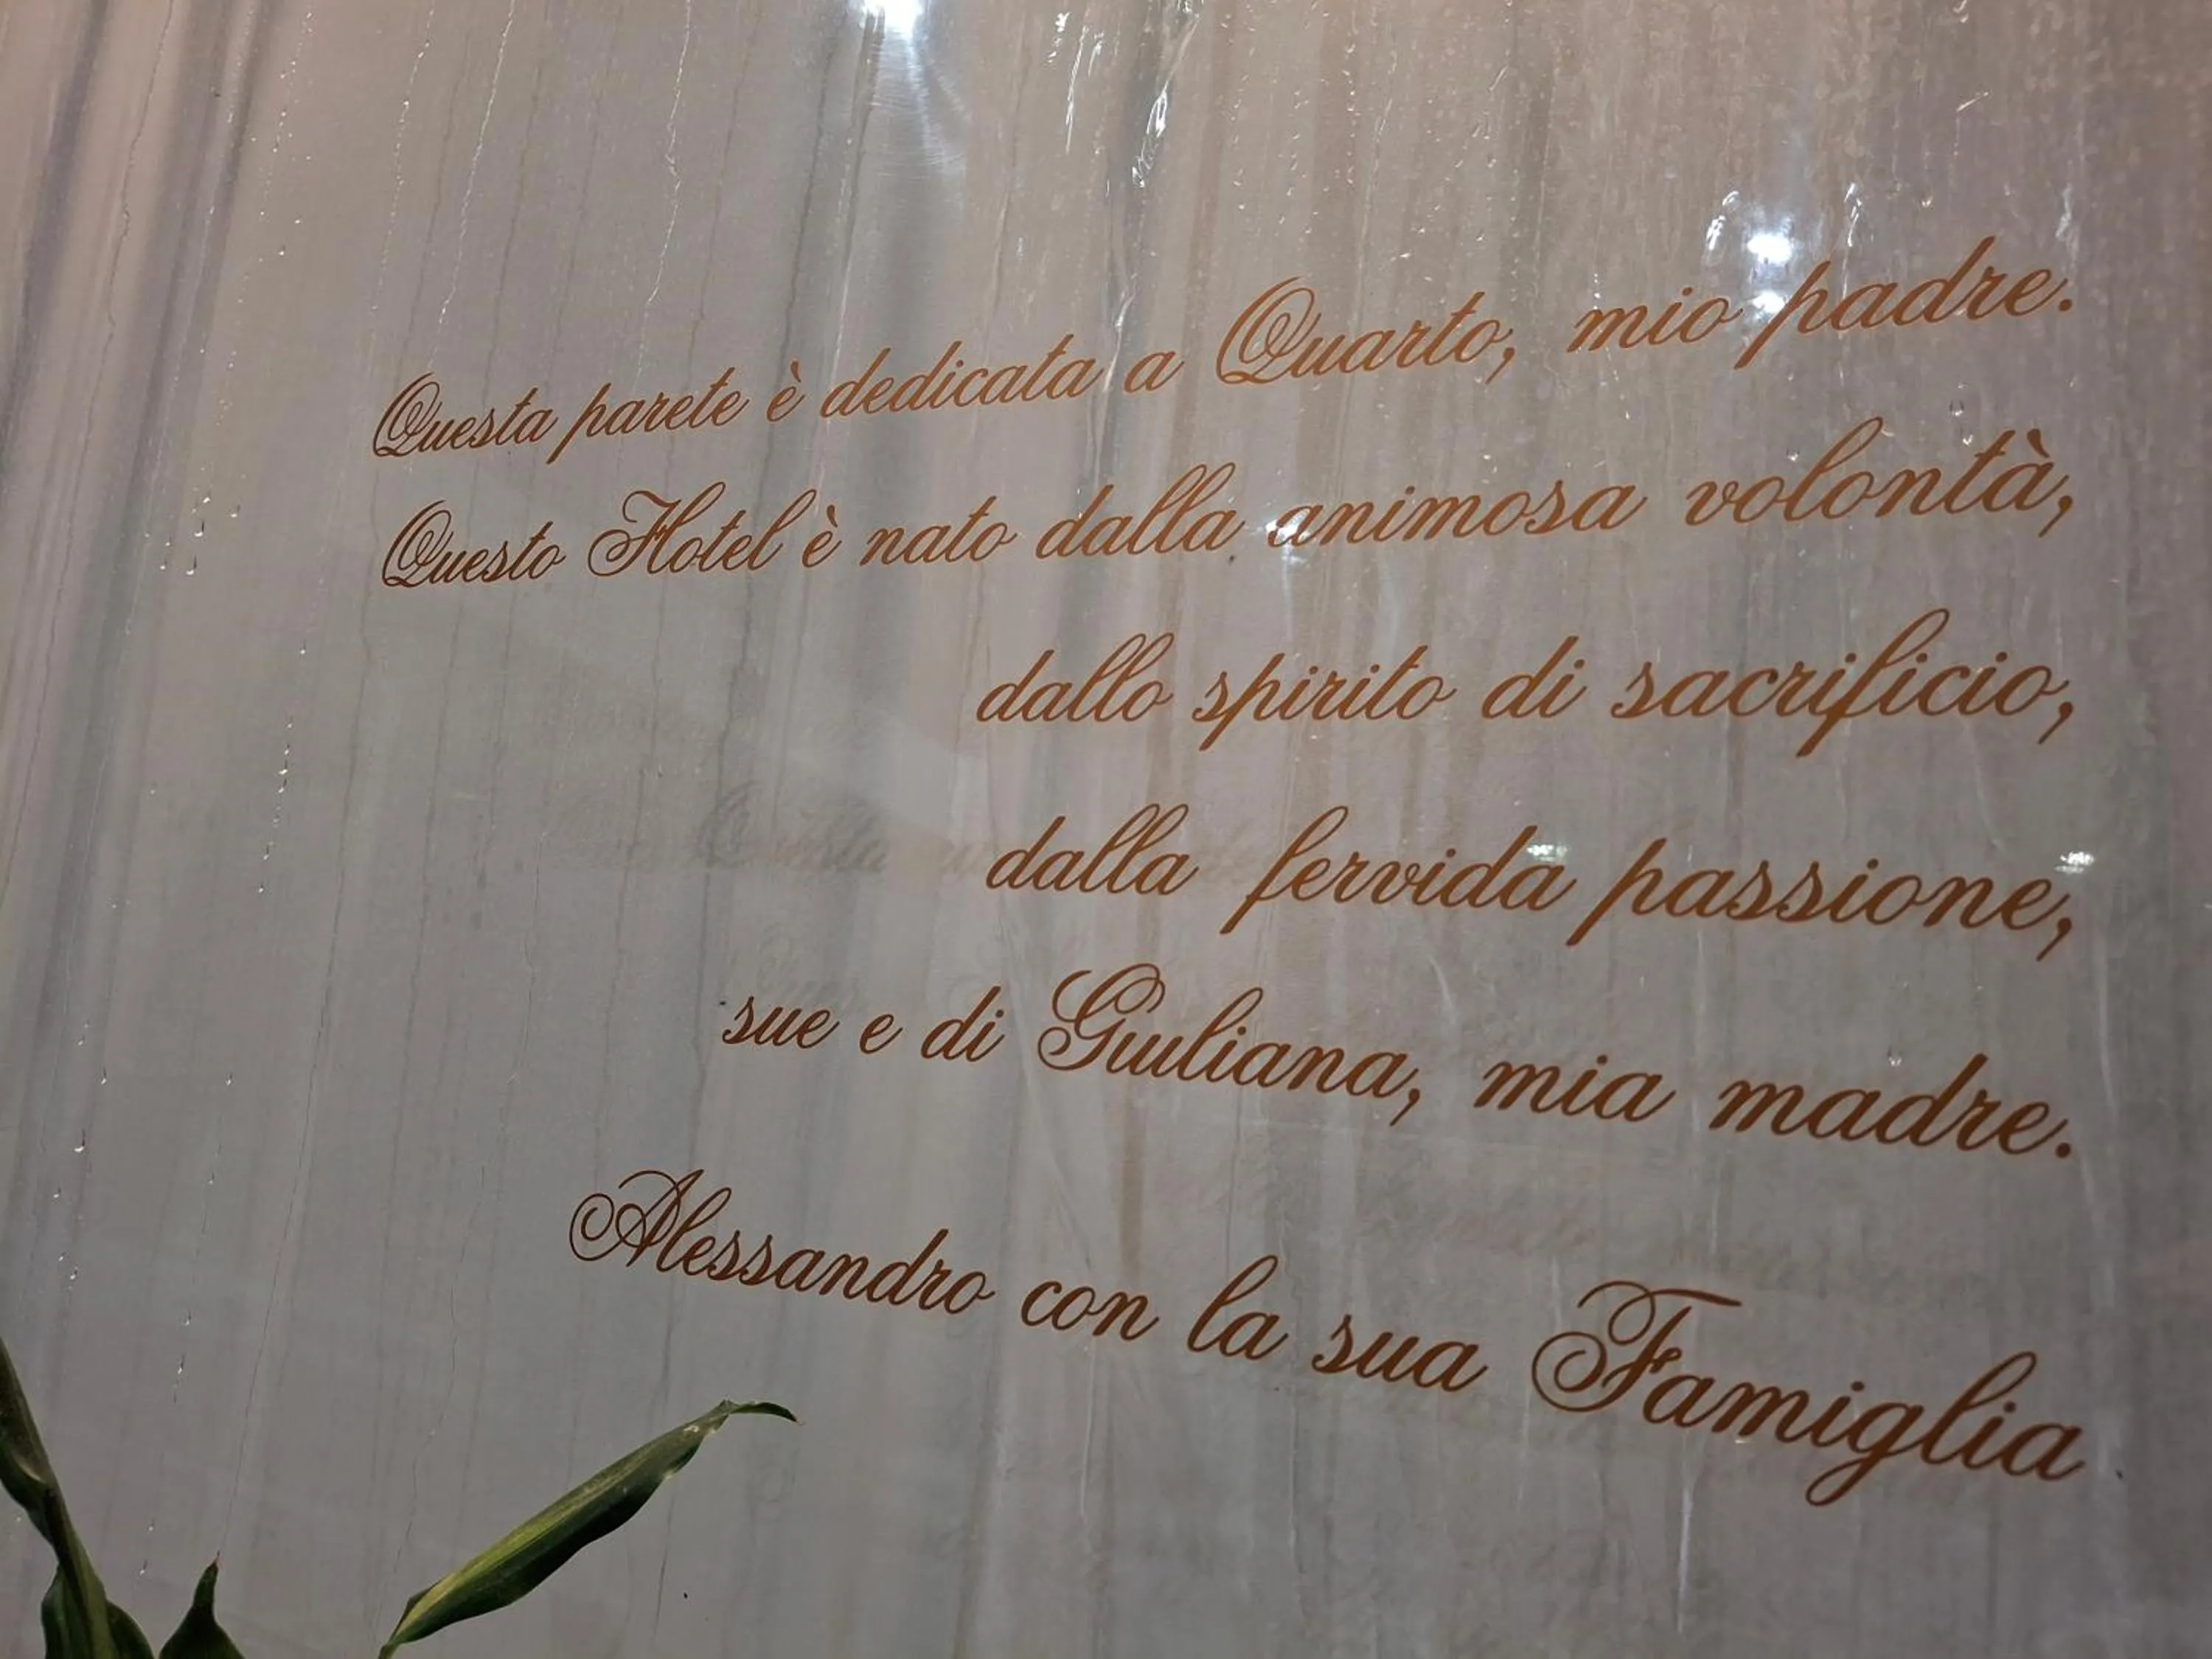 Questa parete è dedicata a Quarto, mio padre.
Questo Hotel è nato dalla animosa volontà,
dallo spirito di sacrificio,
dalla fervida passione,
sue e di Giuliana, mia madre.
Alessandro con la sua Famiglia